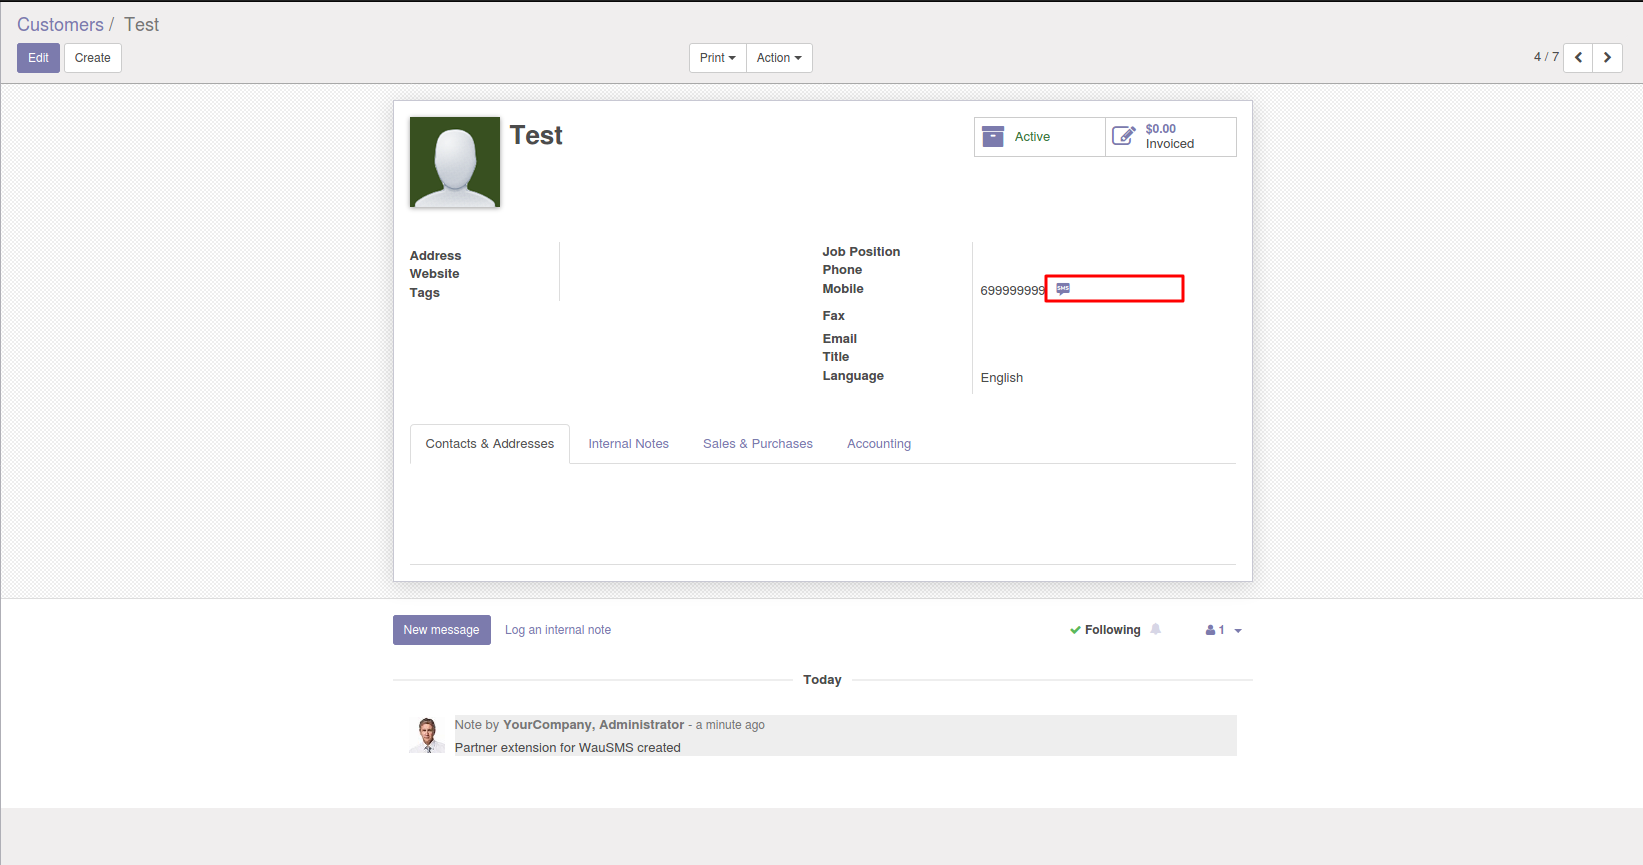 Customers / Test
Edit Create Print Action 4 / 7
Test
Active
$0.00
Invoiced
Address
Website
Tags
Job Position
Phone
Mobile 699999999 SMS
Fax
Email
Title
Language English
Contacts & Addresses Internal Notes Sales & Purchases Accounting
New message Log an internal note Following 1
Today
Note by YourCompany, Administrator - a minute ago
Partner extension for WauSMS created